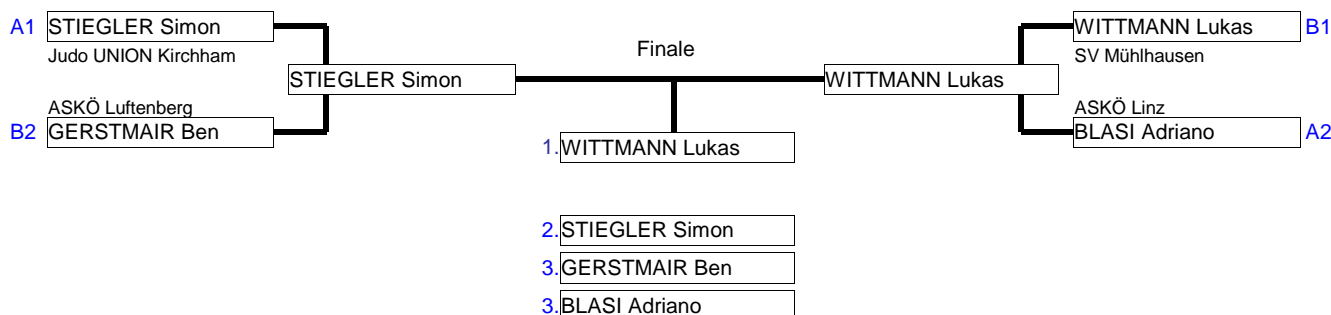 A1 STIEGLER Simon
Judo UNION Kirchham
STIEGLER Simon
ASKÖ Luftenberg
B2 GERSTMAIR Ben
Finale
WITTMANN Lukas B1
SV Mühlhausen
WITTMANN Lukas
ASKÖ Linz
BLASI Adriano A2
1. WITTMANN Lukas
2. STIEGLER Simon
3. GERSTMAIR Ben
3. BLASI Adriano